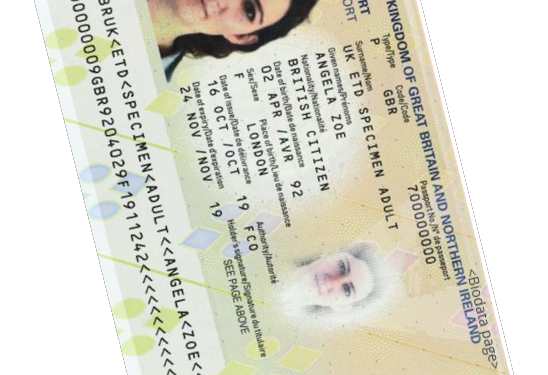 <Biodata page>
KINGDOM OF GREAT BRITAIN AND NORTHERN IRELAND
Type/Type Code/Code Passport No./Nº de passeport
P GBR 700000000
Surname/Nom
UK ETD SPECIMEN ADULT
Given names/Prénoms
ANGELA ZOE
Nationality/Nationalité
BRITISH CITIZEN
Date of birth/Date de naissance
02 APR /AVR 92
Sex/Sexe Place of birth/Lieu de naissance
F LONDON
Date of issue/Date de délivrance Authority/Autorité
16 OCT /OCT 19 FCO
Date of expiry/Date d'expiration Holder's signature/Signature du titulaire
24 NOV /NOV 19 SEE PAGE ABOVE
BRUK<ETD<SPECIMEN<ADULT<<ANGELA<ZOE<
0000009GBR9204029F1911242<<<<<<<<